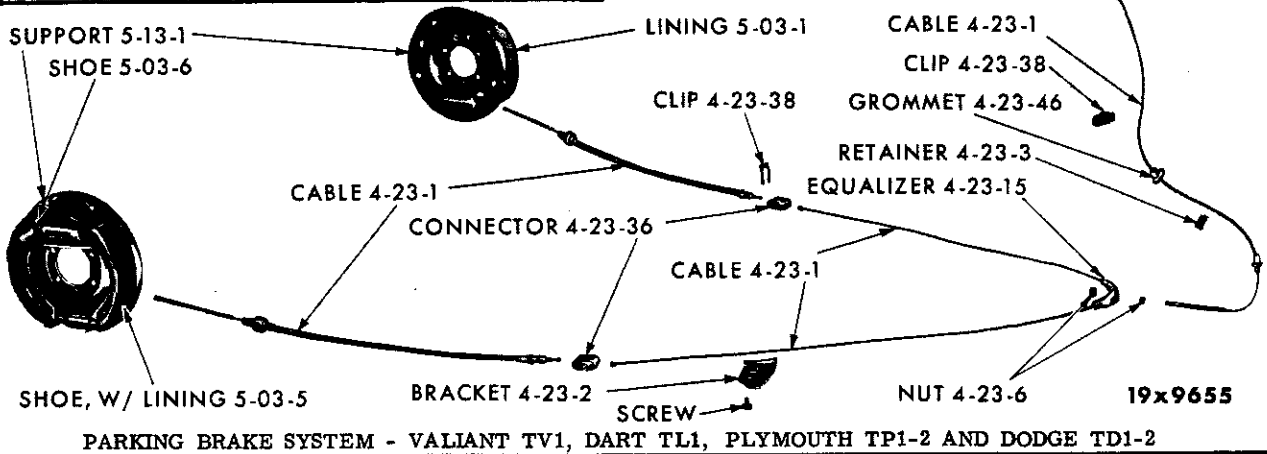 SUPPORT 5-13-1
SHOE 5-03-6
LINING 5-03-1
CABLE 4-23-1
CLIP 4-23-38
CLIP 4-23-38
GROMMET 4-23-46
RETAINER 4-23-3
CABLE 4-23-1
EQUALIZER 4-23-15
CONNECTOR 4-23-36
CABLE 4-23-1
SHOE, W/ LINING 5-03-5
BRACKET 4-23-2
SCREW
NUT 4-23-6
19x9655
PARKING BRAKE SYSTEM - VALIANT TV1, DART TL1, PLYMOUTH TP1-2 AND DODGE TD1-2